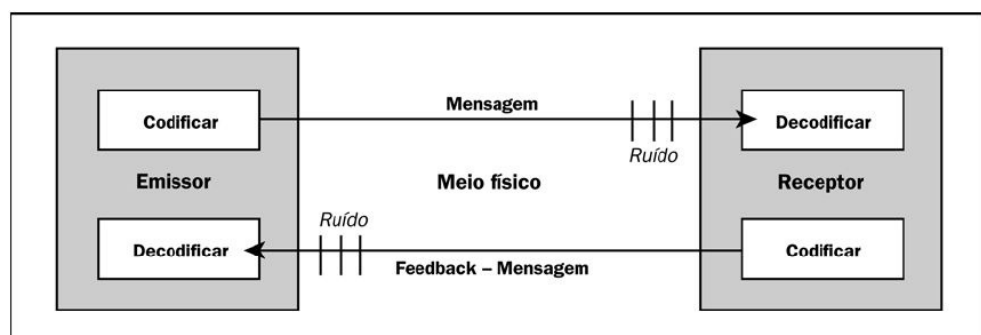 Codificar
Mensagem
Ruído
Decodificar
Emissor
Meio físico
Receptor
Decodificar
Ruído
Feedback – Mensagem
Codificar